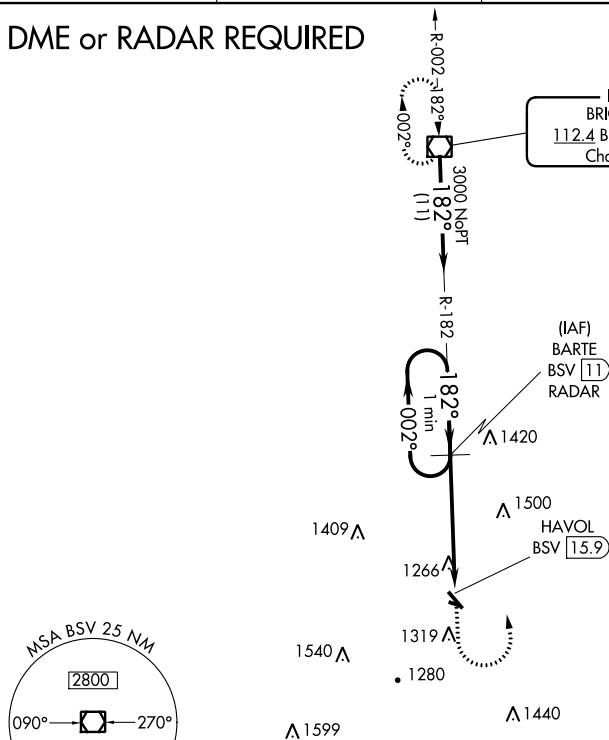 DME or RADAR REQUIRED
R-002
182°
002°
BRI
112.4 B
Cha
3000 NoPT
182°
(11)
R-182
(IAF)
BARTE
BSV 11
RADAR
182°
1 min
002°
1420
1500
1409
HAVOL
BSV 15.9
1266
1319
1540
1280
MSA BSV 25 NM
2800
090°
270°
1599
1440